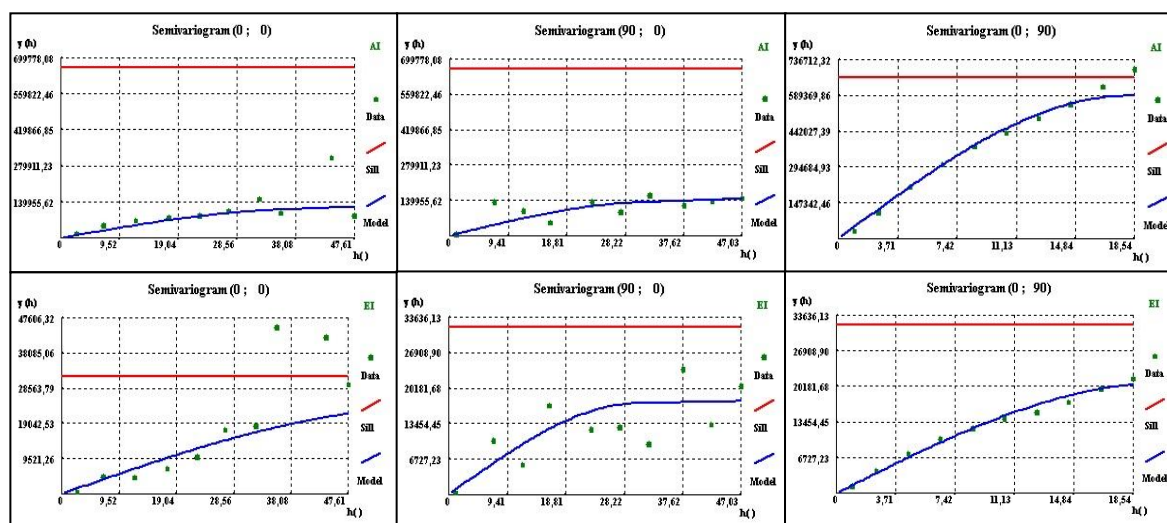 Semivariogram (0 ; 0)
γ (h)
AI
699778,08
559822,46
419866,85
279911,23
139955,62
0
9,52
19,04
28,56
38,08
47,61
h( )
Data
Sill
Model
Semivariogram (90 ; 0)
γ (h)
AI
699778,08
559822,46
419866,85
279911,23
139955,62
0
9,41
18,81
28,22
37,62
47,03
h( )
Data
Sill
Model
Semivariogram (0 ; 90)
γ (h)
AI
736712,32
589369,86
442027,39
294684,93
147342,46
0
3,71
7,42
11,13
14,84
18,54
h( )
Data
Sill
Model
Semivariogram (0 ; 0)
γ (h)
EI
47606,32
38085,06
28563,79
19042,53
9521,26
0
9,52
19,04
28,56
38,08
47,61
h( )
Data
Sill
Model
Semivariogram (90 ; 0)
γ (h)
EI
33636,13
26908,90
20181,68
13454,45
6727,23
0
9,41
18,81
28,22
37,62
47,03
h( )
Data
Sill
Model
Semivariogram (0 ; 90)
γ (h)
EI
33636,13
26908,90
20181,68
13454,45
6727,23
0
3,71
7,42
11,13
14,84
18,54
h( )
Data
Sill
Model